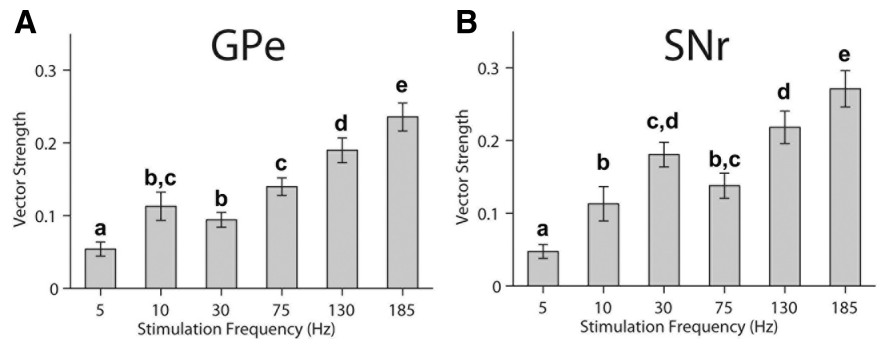 A
GPe
Vector Strength
0.3
0.2
0.1
0
a
b,c
b
c
d
e
5 10 30 75 130 185
Stimulation Frequency (Hz)
B
SNr
Vector Strength
0.3
0.2
0.1
0
a
b
c,d
b,c
d
e
5 10 30 75 130 185
Stimulation Frequency (Hz)